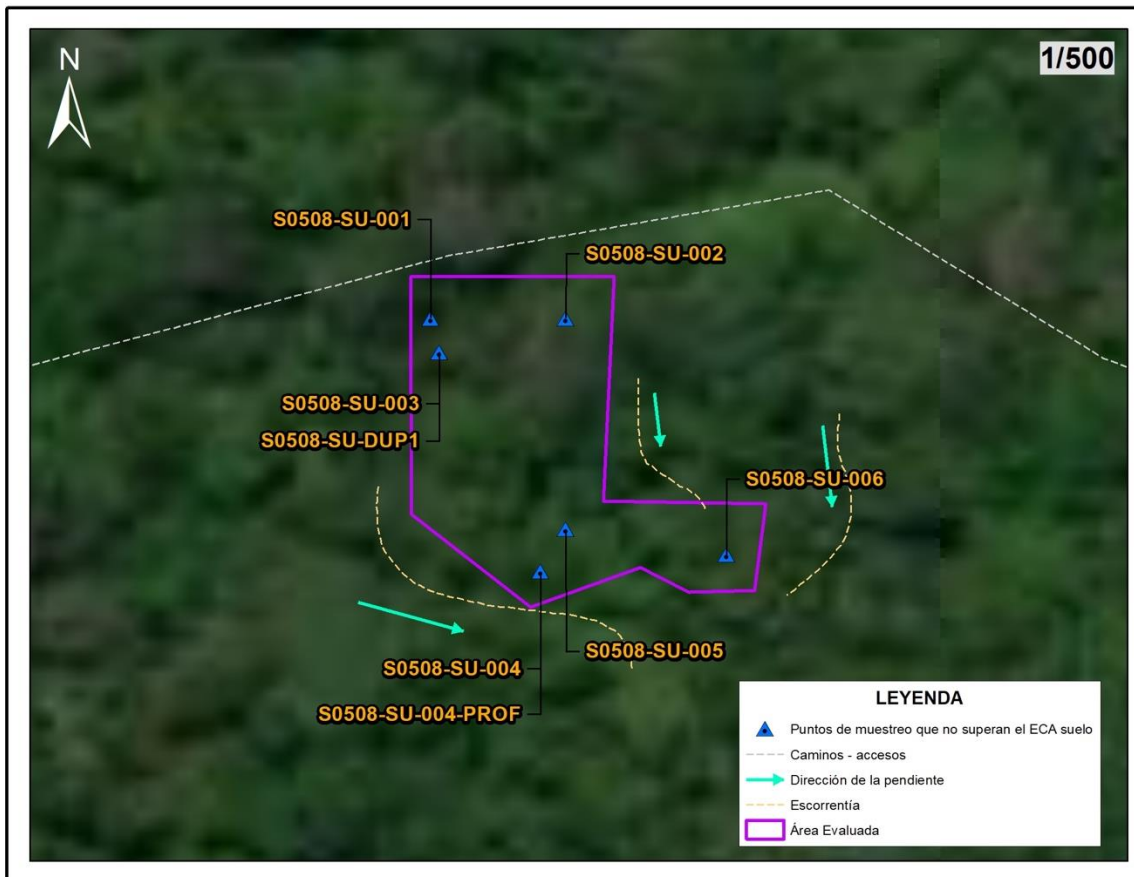 N
1/500
S0508-SU-001
S0508-SU-002
S0508-SU-003
S0508-SU-DUP1
S0508-SU-006
S0508-SU-005
S0508-SU-004
S0508-SU-004-PROF
LEYENDA
Puntos de muestreo que no superan el ECA suelo
Caminos - accesos
Dirección de la pendiente
Escorrentía
Área Evaluada